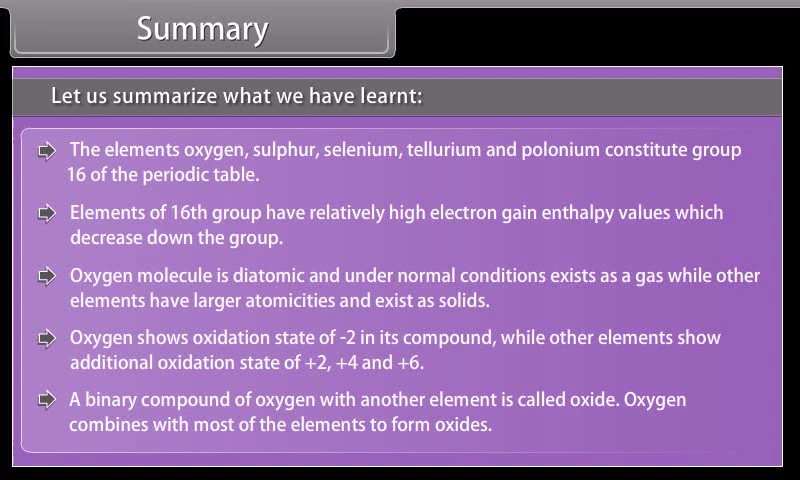 Summary
Let us summarize what we have learnt:
The elements oxygen, sulphur, selenium, tellurium and polonium constitute group
16 of the periodic table.
Elements of 16th group have relatively high electron gain enthalpy values which
decrease down the group.
Oxygen molecule is diatomic and under normal conditions exists as a gas while other
elements have larger atomicities and exist as solids.
Oxygen shows oxidation state of -2 in its compound, while other elements show
additional oxidation state of +2, +4 and +6.
A binary compound of oxygen with another element is called oxide. Oxygen
combines with most of the elements to form oxides.